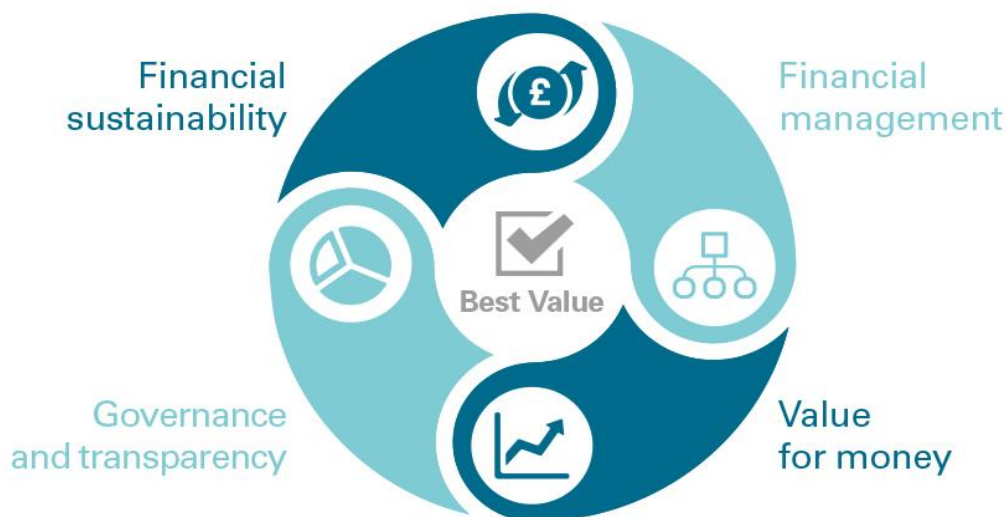 Financial
sustainability
Financial
management
£
Best Value
Governance
and transparency
Value
for money